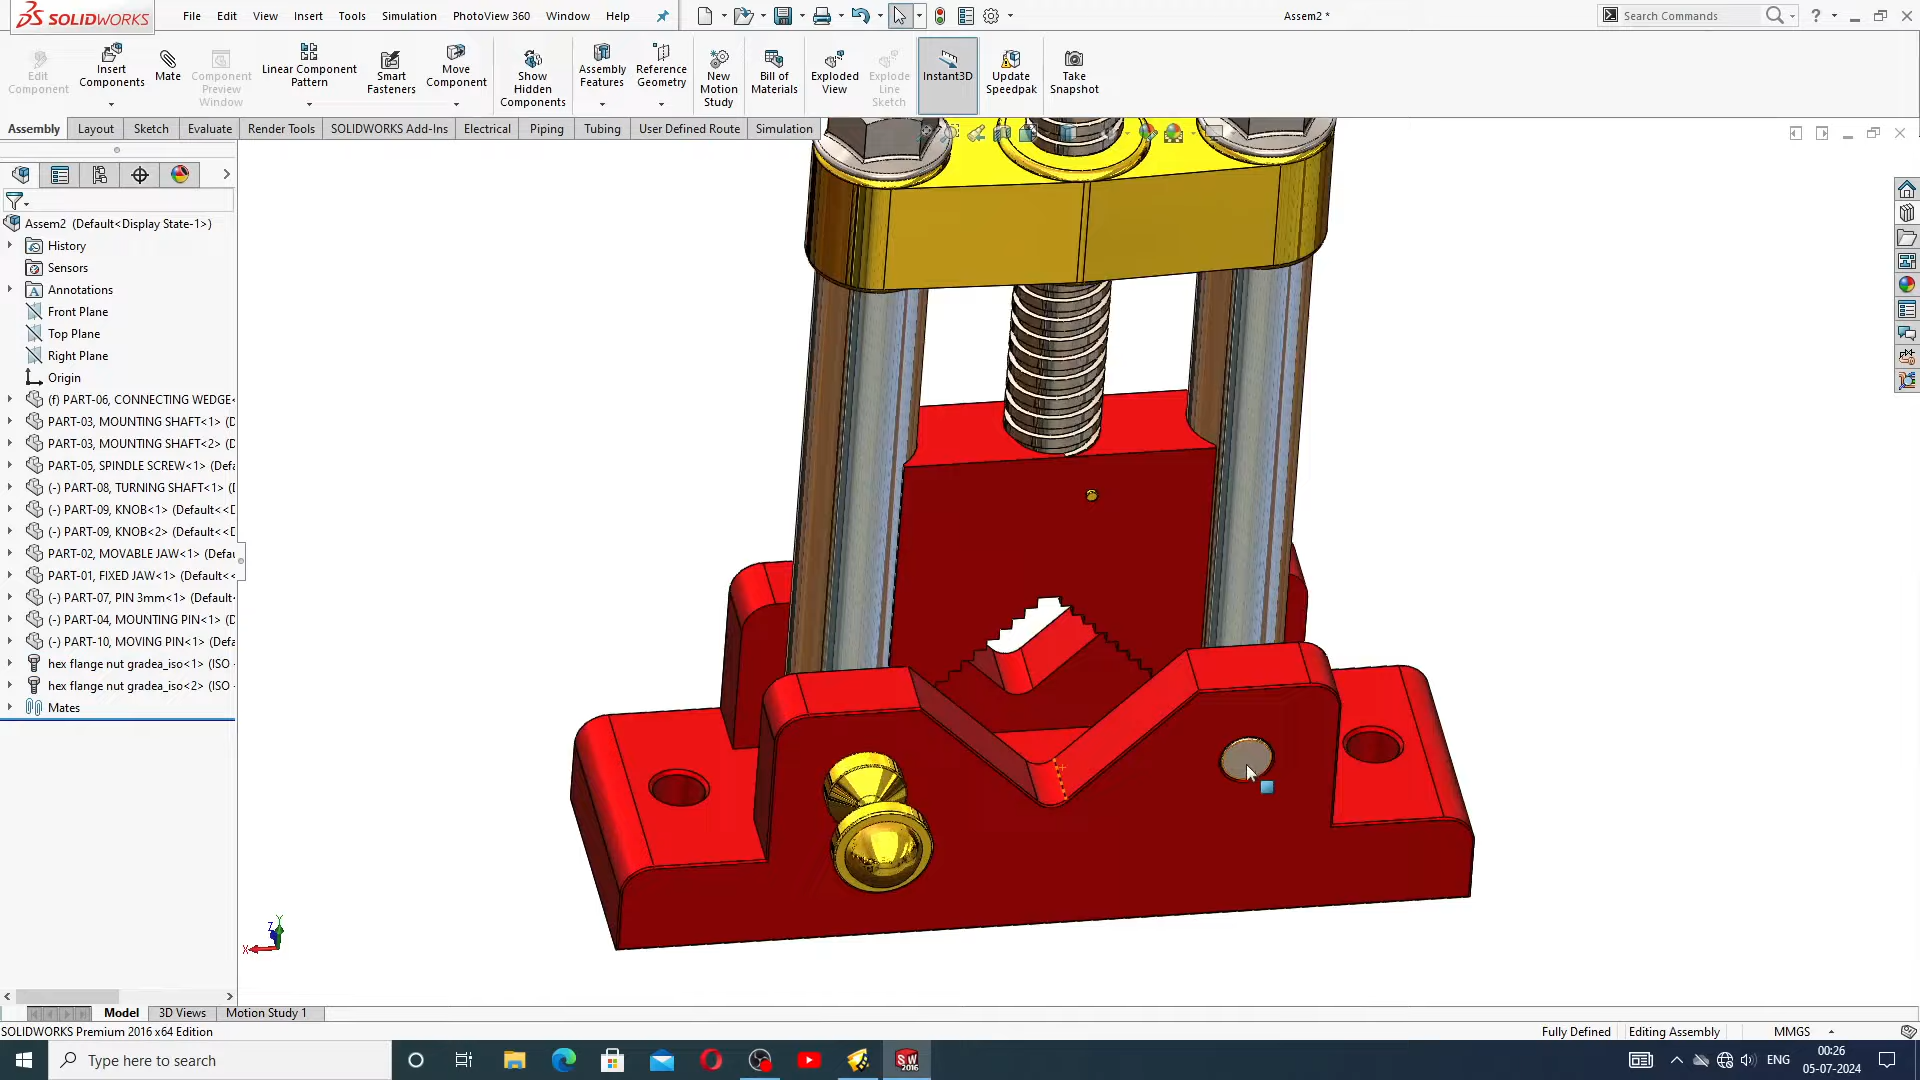 SOLIDWORKS
File Edit View Insert Tools Simulation PhotoView 360 Window Help
Assem2 *
Search Commands
Edit Component
Insert Components
Mate
Component Preview Window
Linear Component Pattern
Smart Fasteners
Move Component
Show Hidden Components
Assembly Features
Reference Geometry
New Motion Study
Bill of Materials
Exploded View
Explode Line Sketch
Instant3D
Update Speedpak
Take Snapshot
Assembly Layout Sketch Evaluate Render Tools SOLIDWORKS Add-Ins Electrical Piping Tubing User Defined Route Simulation
Assem2 (Default<Display State-1>)
History
Sensors
Annotations
Front Plane
Top Plane
Right Plane
Origin
(f) PART-06, CONNECTING WEDGE<
PART-03, MOUNTING SHAFT<1> (D
PART-03, MOUNTING SHAFT<2> (D
PART-05, SPINDLE SCREW<1> (Defa
(-) PART-08, TURNING SHAFT<1> (D
(-) PART-09, KNOB<1> (Default<<D
(-) PART-09, KNOB<2> (Default<<D
PART-02, MOVABLE JAW<1> (Defau
PART-01, FIXED JAW<1> (Default<<
(-) PART-07, PIN 3mm<1> (Default<
(-) PART-04, MOUNTING PIN<1> (D
(-) PART-10, MOVING PIN<1> (Defa
hex flange nut gradea_iso<1> (ISO -
hex flange nut gradea_iso<2> (ISO -
Mates
Y
Z
X
Model 3D Views Motion Study 1
SOLIDWORKS Premium 2016 x64 Edition
Fully Defined Editing Assembly MMGS
Type here to search
SW
2016
ENG
00:26
05-07-2024